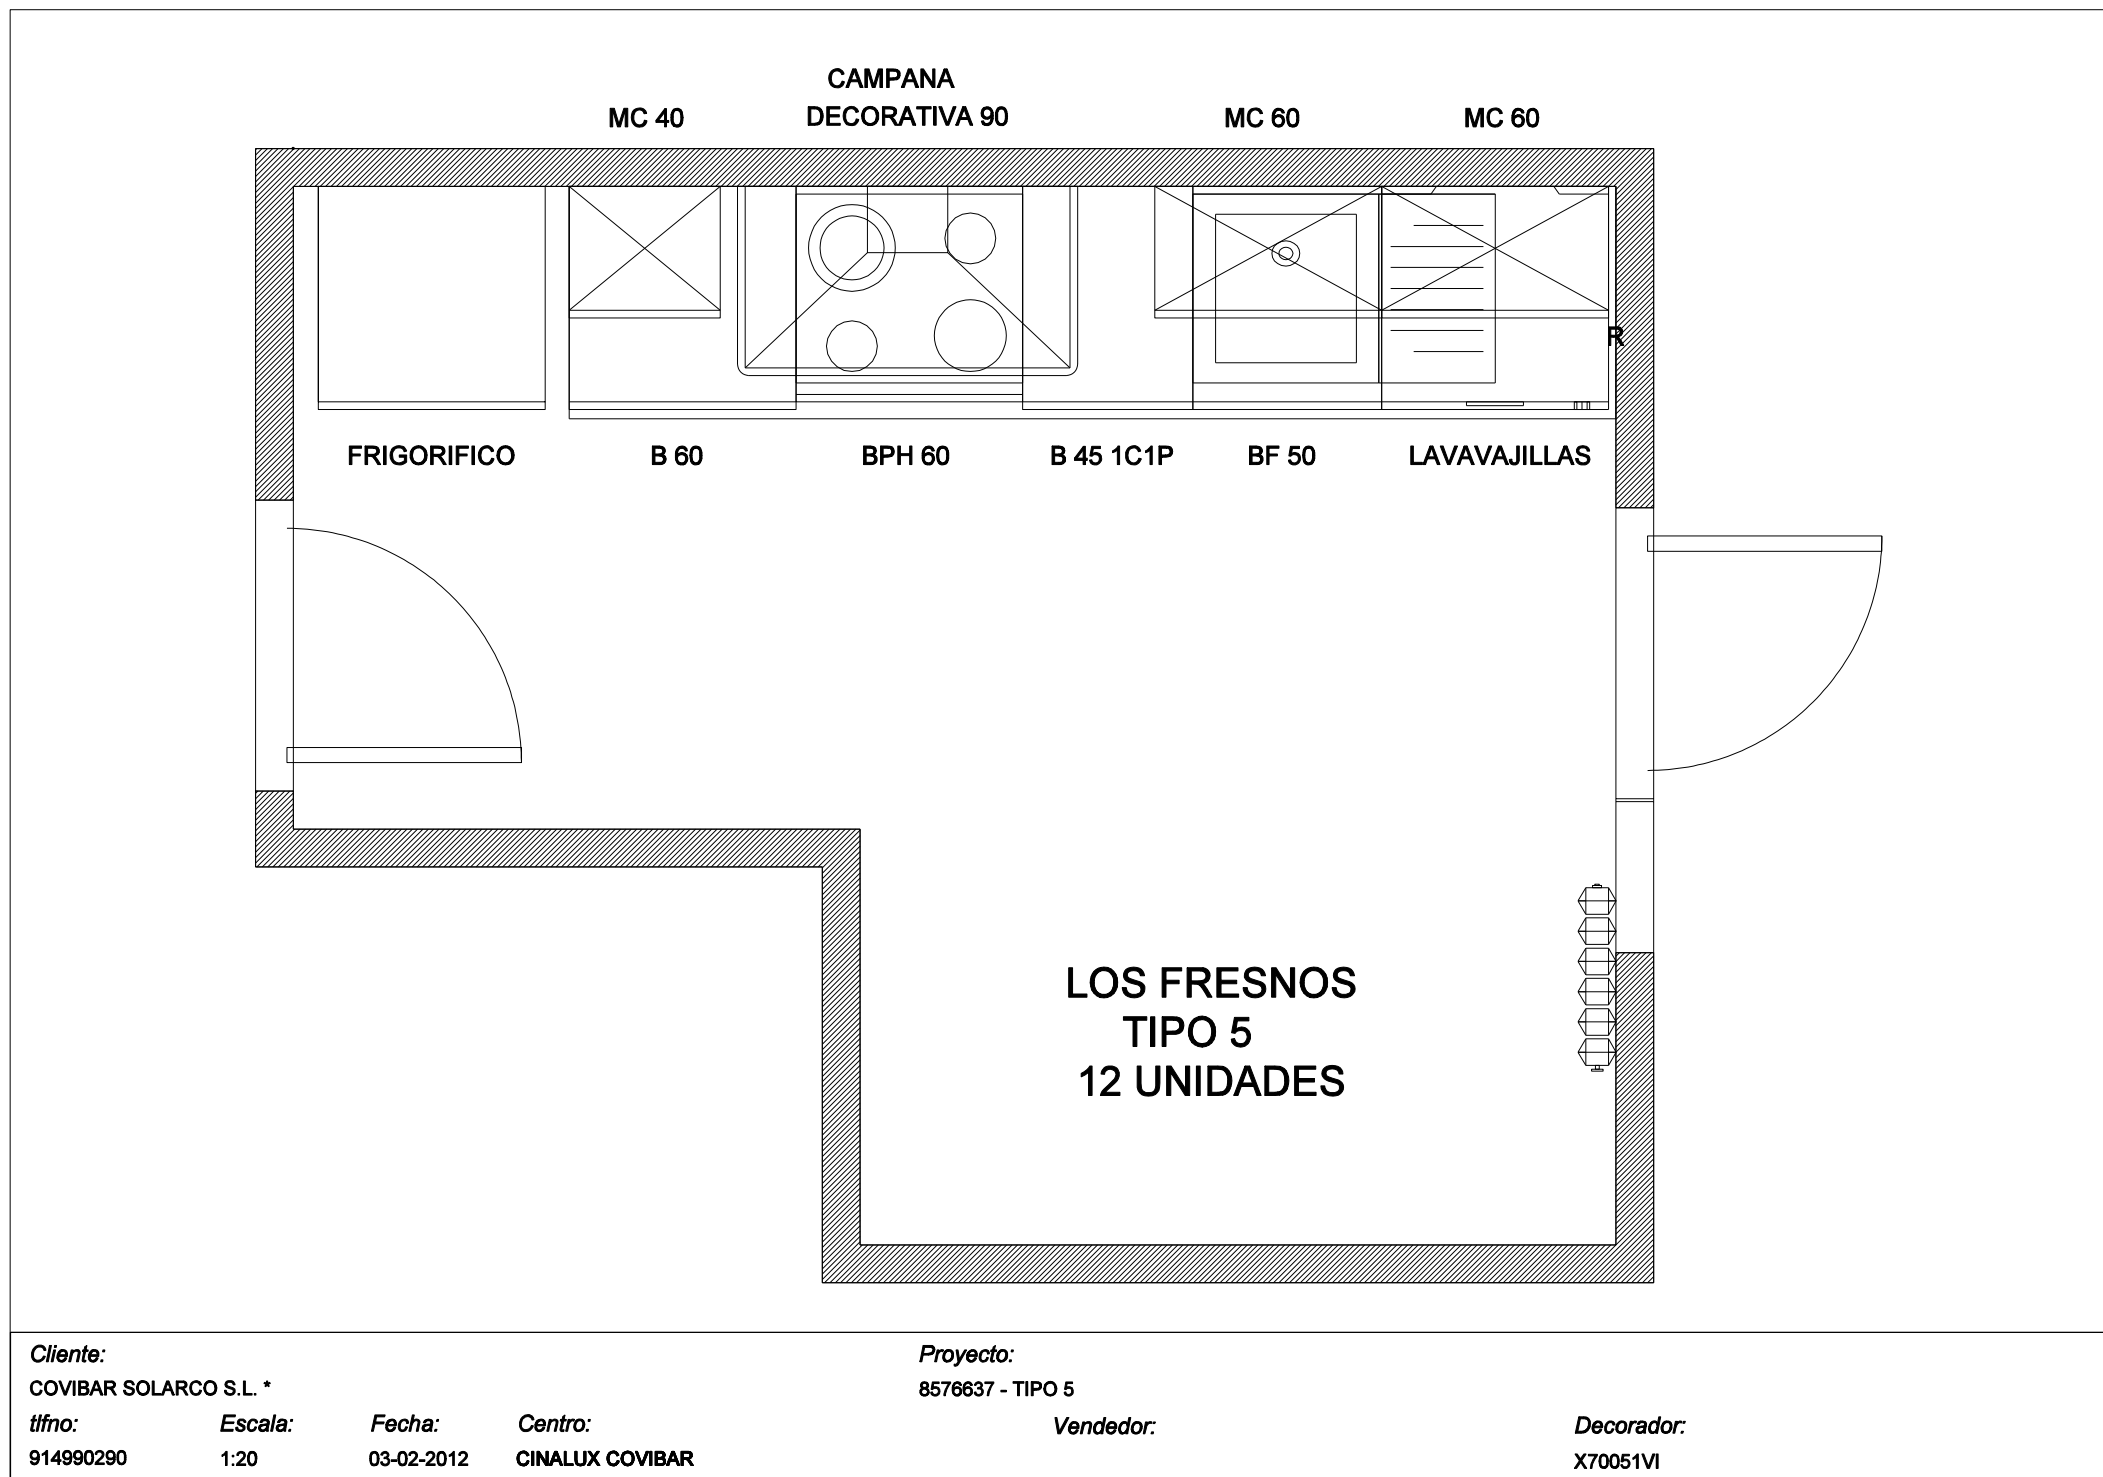 CAMPANA
MC 40 DECORATIVA 90 MC 60 MC 60
R
FRIGORIFICO B 60 BPH 60 B 45 1C1P BF 50 LAVAVAJILLAS
LOS FRESNOS
TIPO 5
12 UNIDADES
Cliente: Proyecto:
COVIBAR SOLARCO S.L. * 8576637 - TIPO 5
tlfno: Escala: Fecha: Centro: Vendedor: Decorador:
914990290 1:20 03-02-2012 CINALUX COVIBAR X70051VI